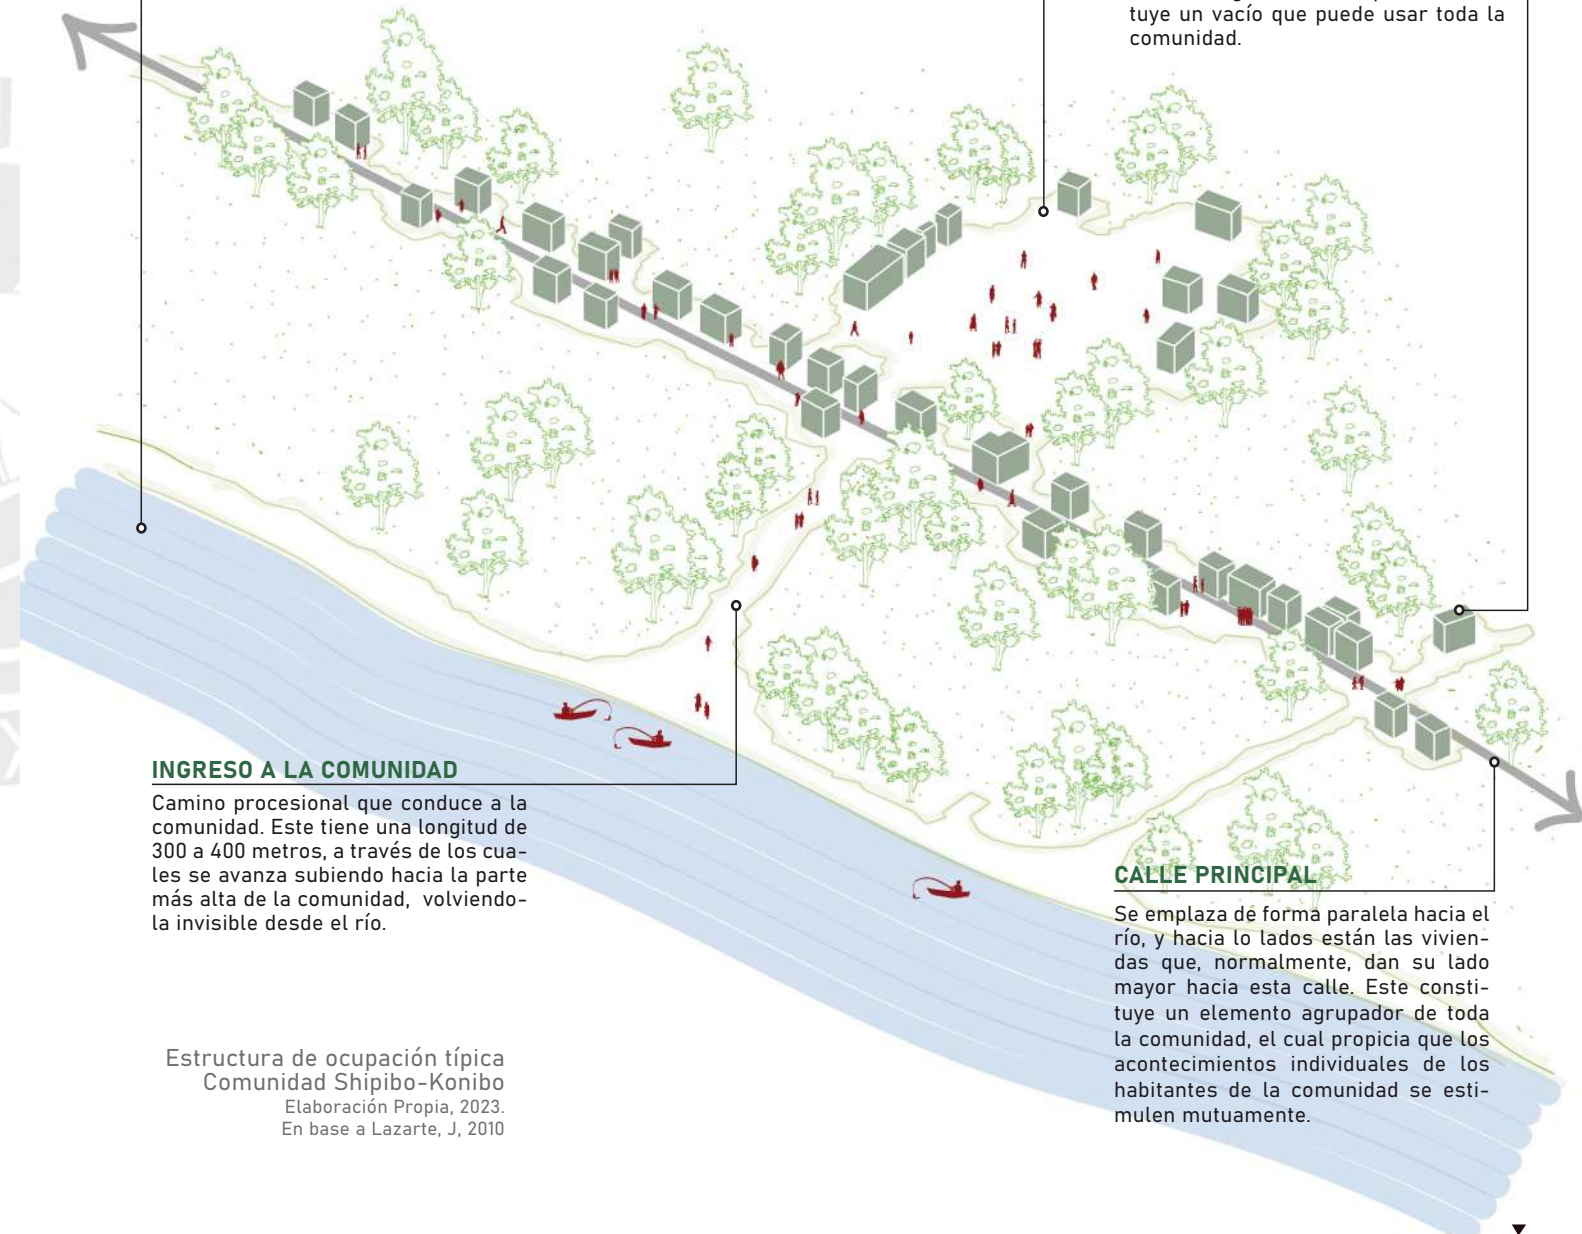 tuye un vacío que puede usar toda la
comunidad.
INGRESO A LA COMUNIDAD
Camino procesional que conduce a la
comunidad. Este tiene una longitud de
300 a 400 metros, a través de los cua-
les se avanza subiendo hacia la parte
más alta de la comunidad, volviendo-
la invisible desde el río.
CALLE PRINCIPAL
Se emplaza de forma paralela hacia el
río, y hacia lo lados están las vivien-
das que, normalmente, dan su lado
mayor hacia esta calle. Este consti-
tuye un elemento agrupador de toda
la comunidad, el cual propicia que los
acontecimientos individuales de los
habitantes de la comunidad se esti-
mulen mutuamente.
Estructura de ocupación típica
Comunidad Shipibo-Konibo
Elaboración Propia, 2023.
En base a Lazarte, J, 2010